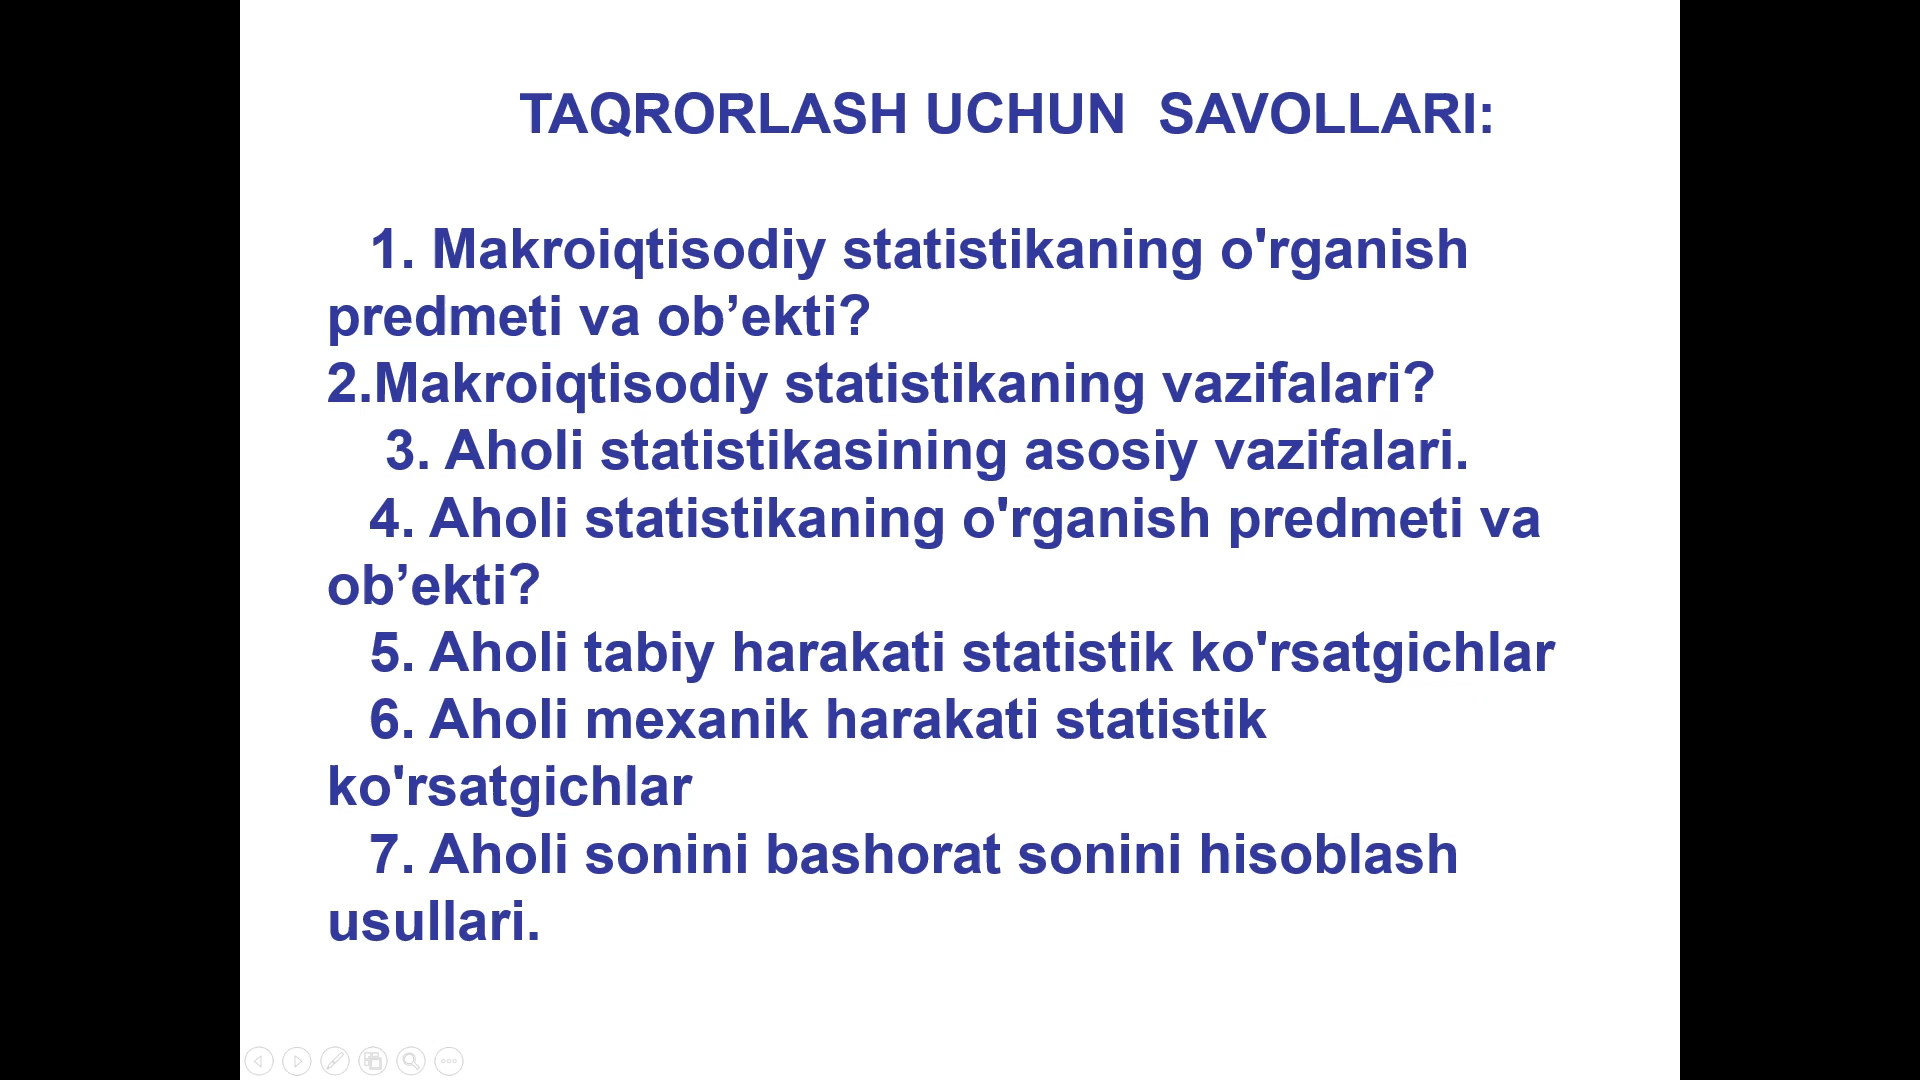 TAQRORLASH UCHUN  SAVOLLARI:
1. Makroiqtisodiy statistikaning o'rganish
predmeti va ob’ekti?
2.Makroiqtisodiy statistikaning vazifalari?
3. Aholi statistikasining asosiy vazifalari.
4. Aholi statistikaning o'rganish predmeti va
ob’ekti?
5. Aholi tabiy harakati statistik ko'rsatgichlar
6. Aholi mexanik harakati statistik
ko'rsatgichlar
7. Aholi sonini bashorat sonini hisoblash
usullari.